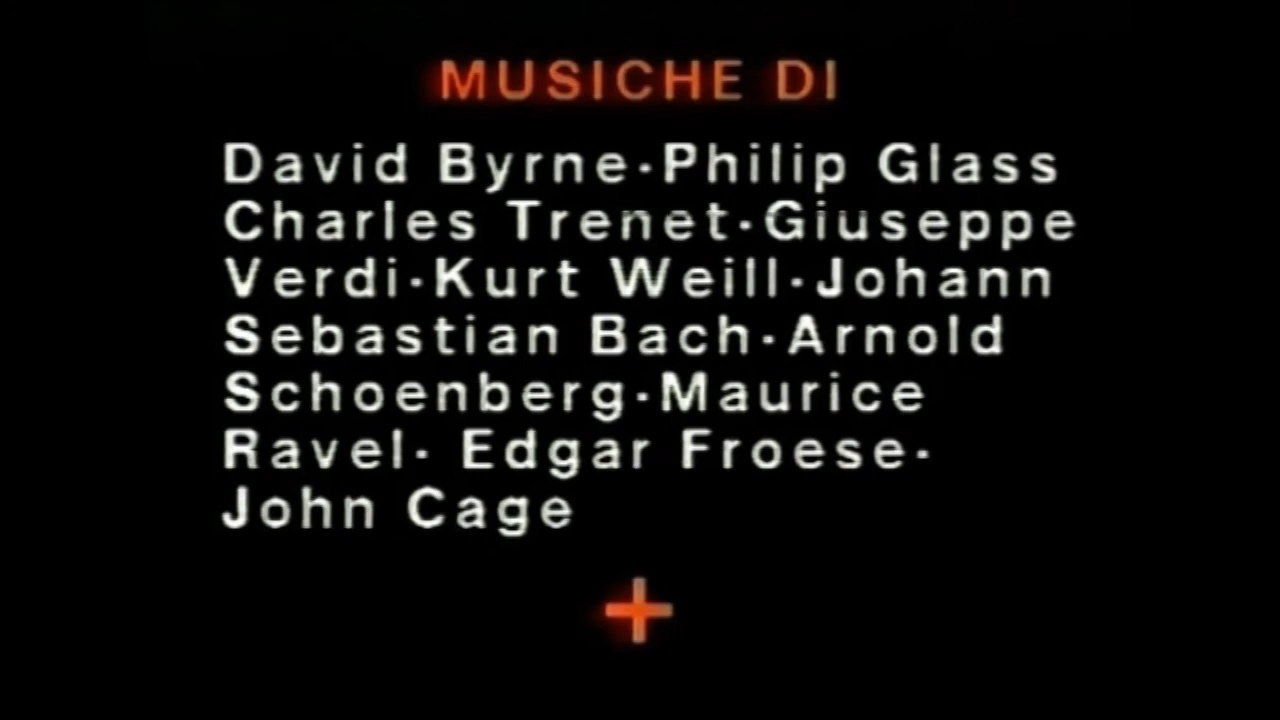 MUSICHE DI
David Byrne·Philip Glass
Charles Trenet·Giuseppe
Verdi·Kurt Weill·Johann
Sebastian Bach·Arnold
Schoenberg·Maurice
Ravel· Edgar Froese·
John Cage
+